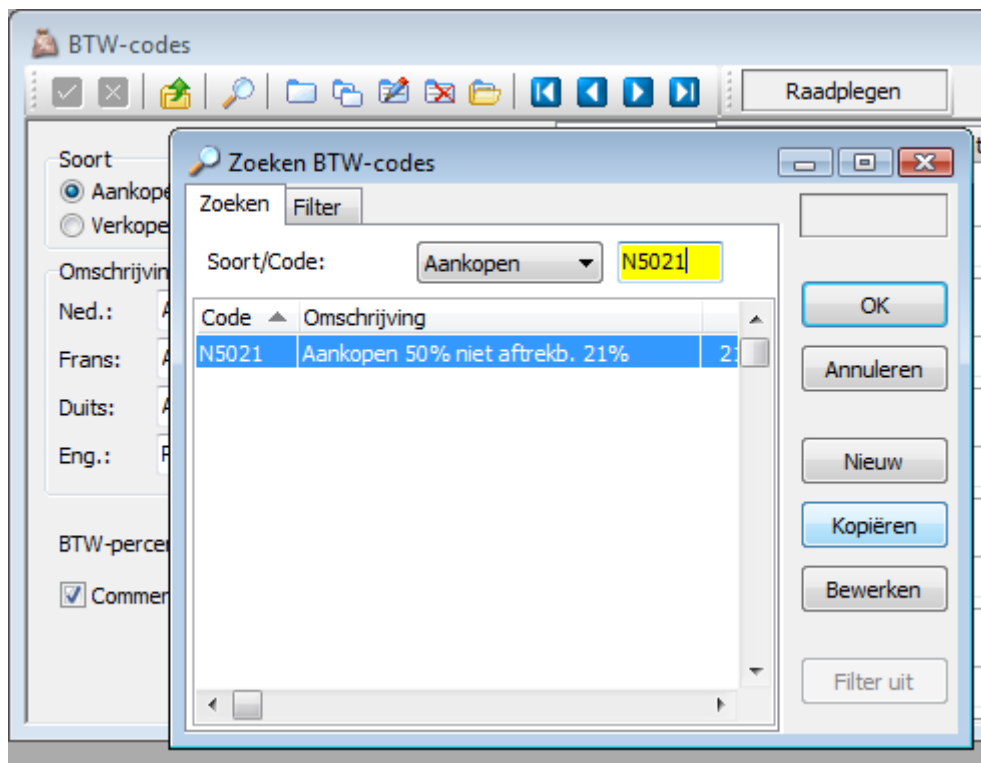 BTW-codes
Raadplegen
Soort
Aankope
Verkope
Omschrijvin
Ned.: A
Frans: A
Duits: A
Eng.:
BTW-percen
Commer
Zoeken BTW-codes
Zoeken Filter
Soort/Code: Aankopen N5021
Code Omschrijving
N5021 Aankopen 50% niet aftrekb. 21% 21
OK
Annuleren
Nieuw
Kopiëren
Bewerken
Filter uit